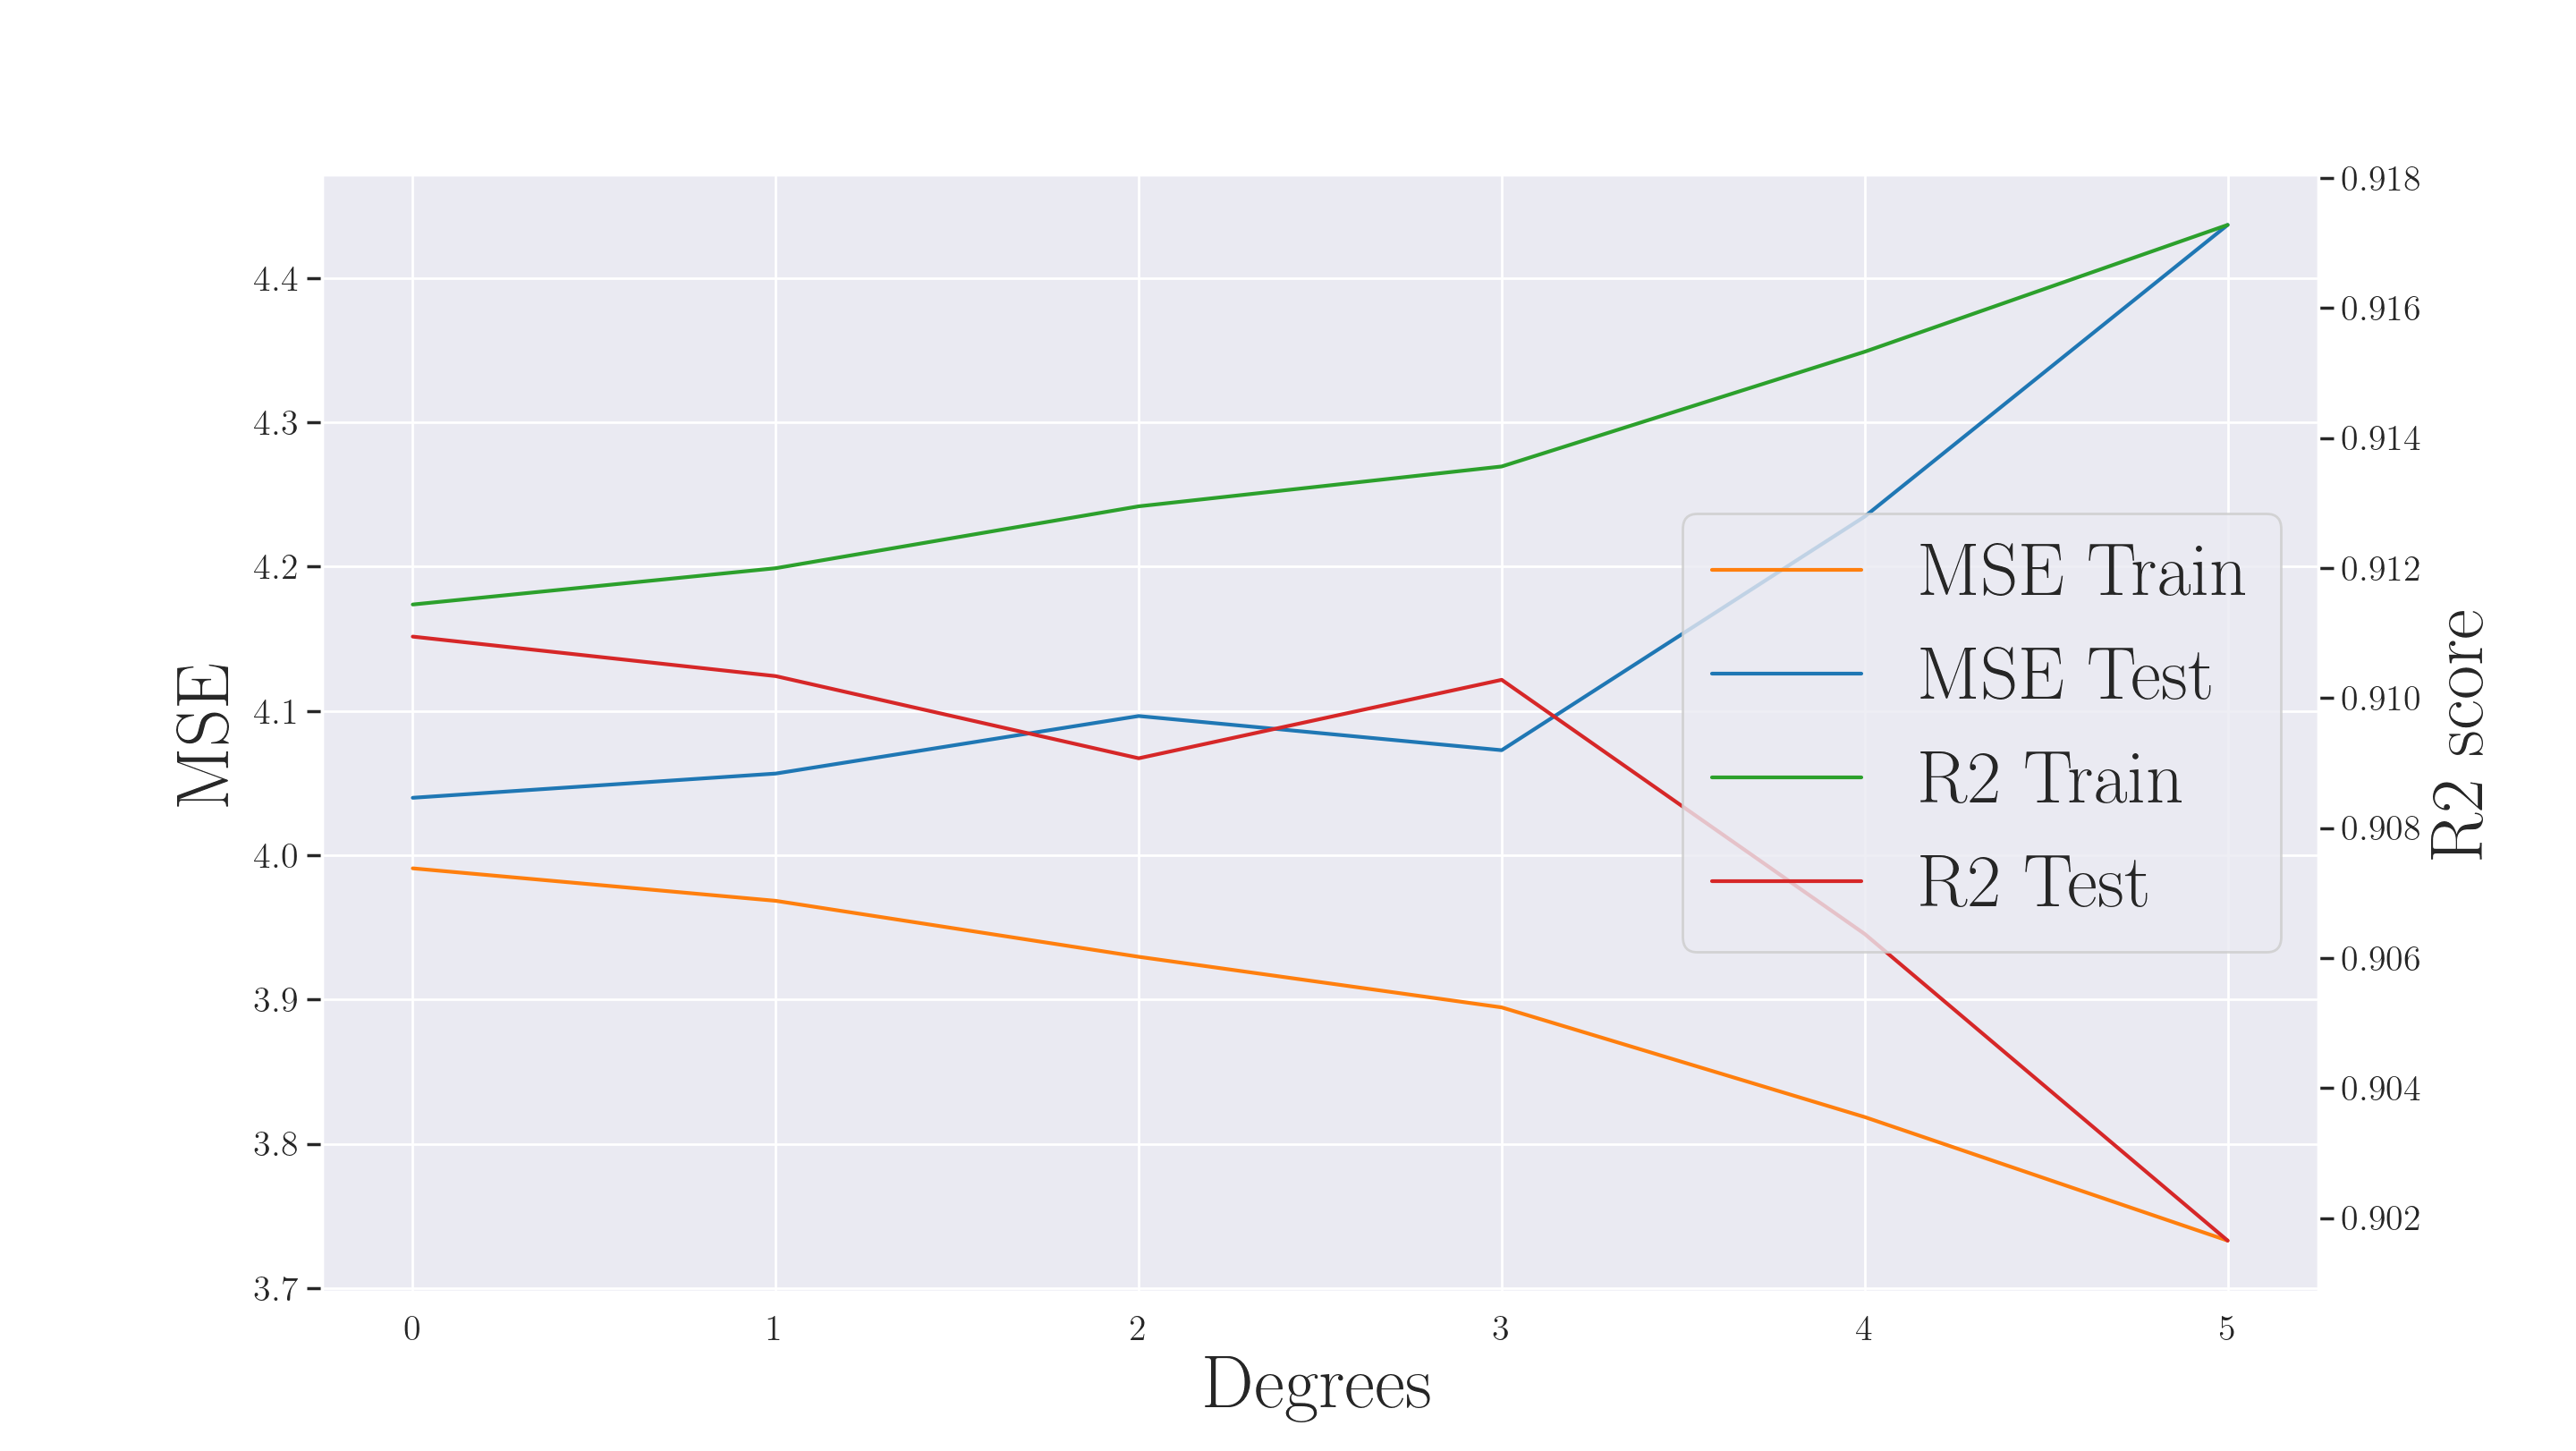 0.918
0.916
0.914
0.912
0.910
0.908
0.906
0.904
0.902
4.4
4.3
4.2
4.1
4.0
3.9
3.8
3.7
MSE
R2 score
MSE Train
MSE Test
R2 Train
R2 Test
0 1 2 3 4 5
Degrees